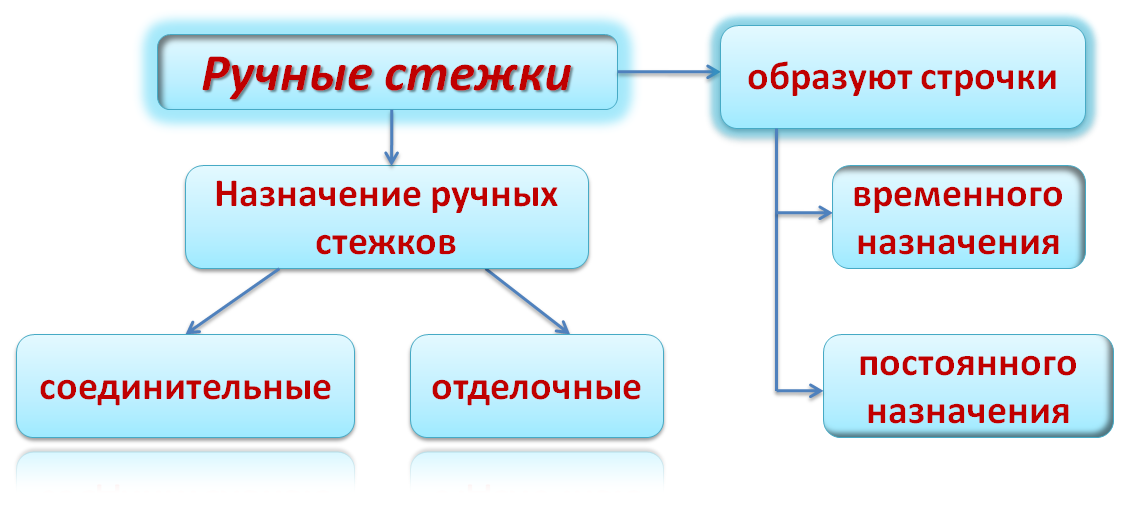 Ручные стежки
образуют строчки
Назначение ручных
стежков
временного
назначения
соединительные
отделочные
постоянного
назначения